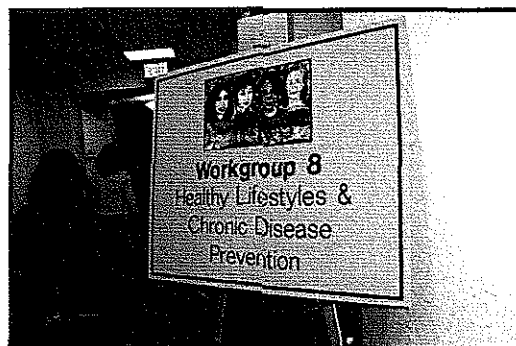 Workgroup 8
Healthy Lifestyles &
Chronic Disease
Prevention